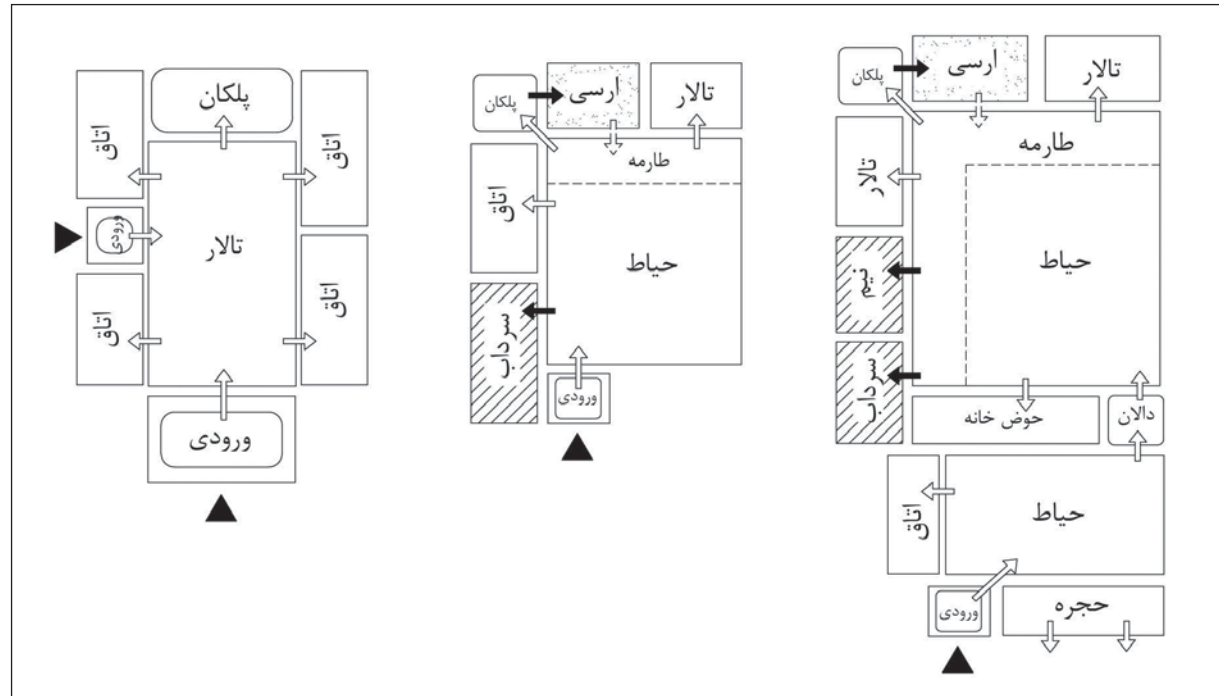 پلکان
اتاق
اتاق
ورودی
تالار
اتاق
اتاق
ورودی
پلکان
ارسی
تالار
طارمه
اتاق
حیاط
سرداب
ورودی
پلکان
ارسی
تالار
طارمه
تالار
حیاط
نیم
سرداب
حوض خانه
دالان
اتاق
حیاط
ورودی
حجره